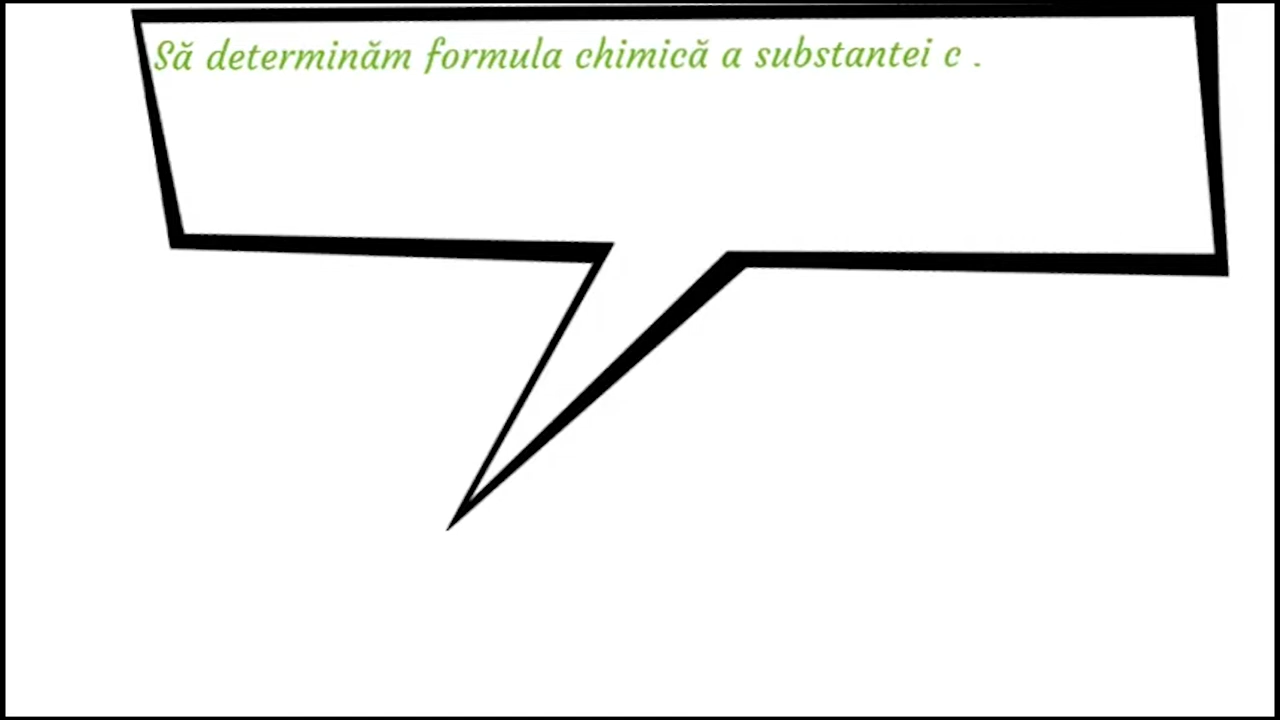 Să determinăm formula chimică a substantei c .